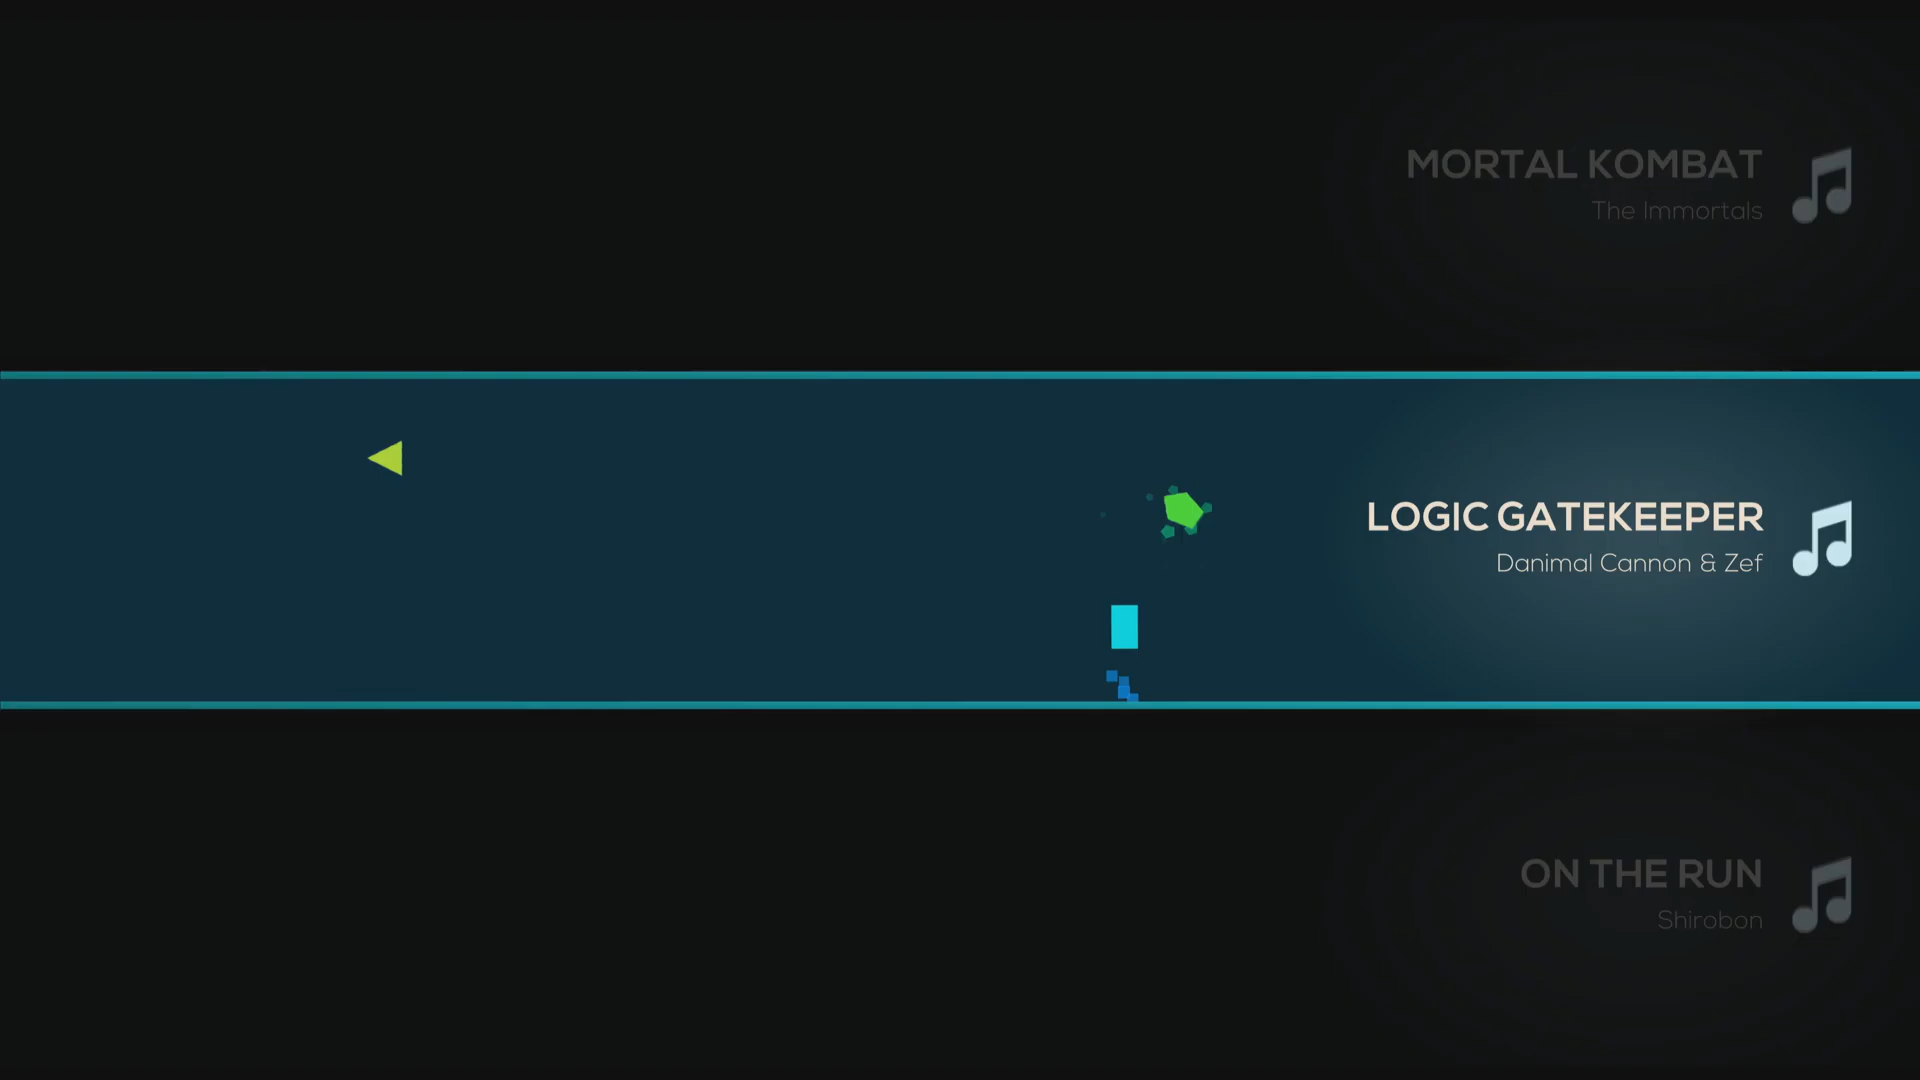 MORTAL KOMBAT
The Immortals
LOGIC GATEKEEPER
Danimal Cannon & Zef
ON THE RUN
Shirobon